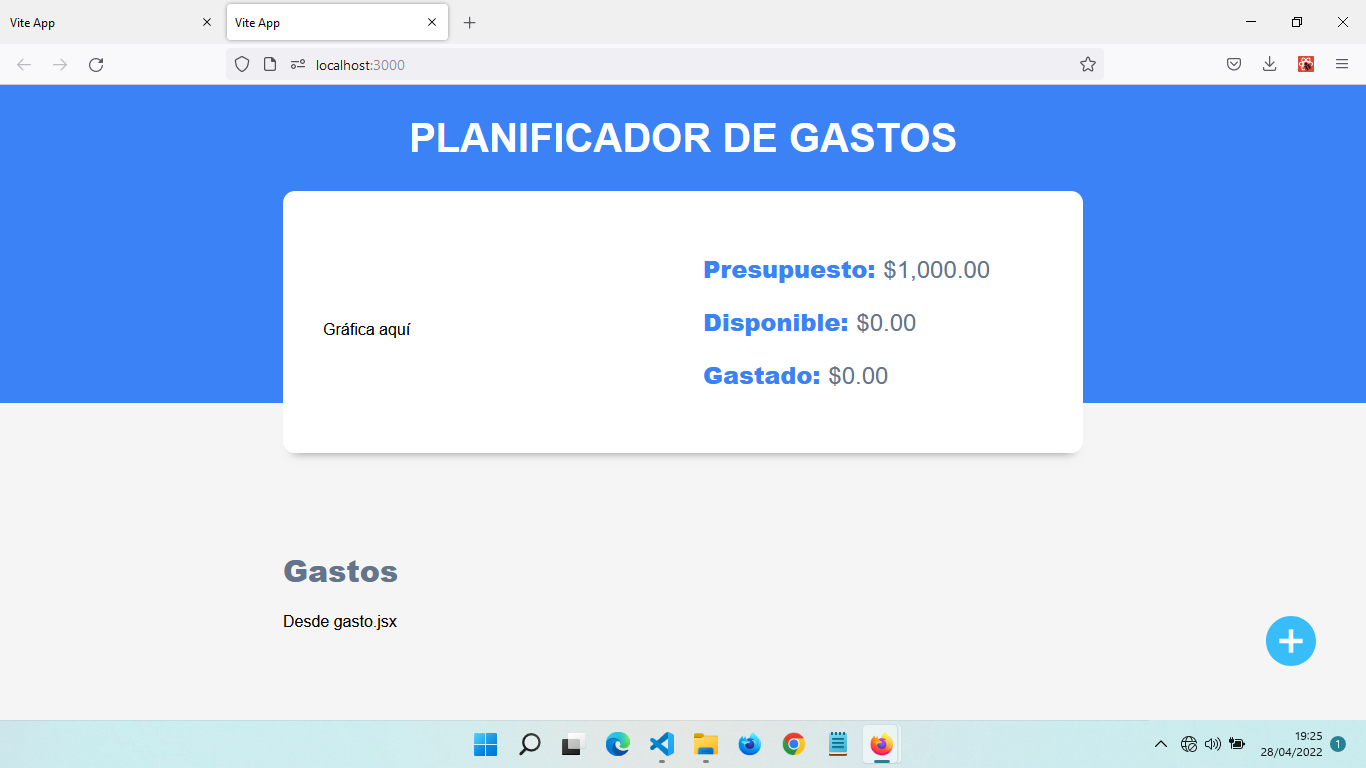 Vite App
Vite App
localhost:3000
PLANIFICADOR DE GASTOS
Presupuesto: $1,000.00
Gráfica aquí
Disponible: $0.00
Gastado: $0.00
Gastos
Desde gasto.jsx
19:25
28/04/2022
1